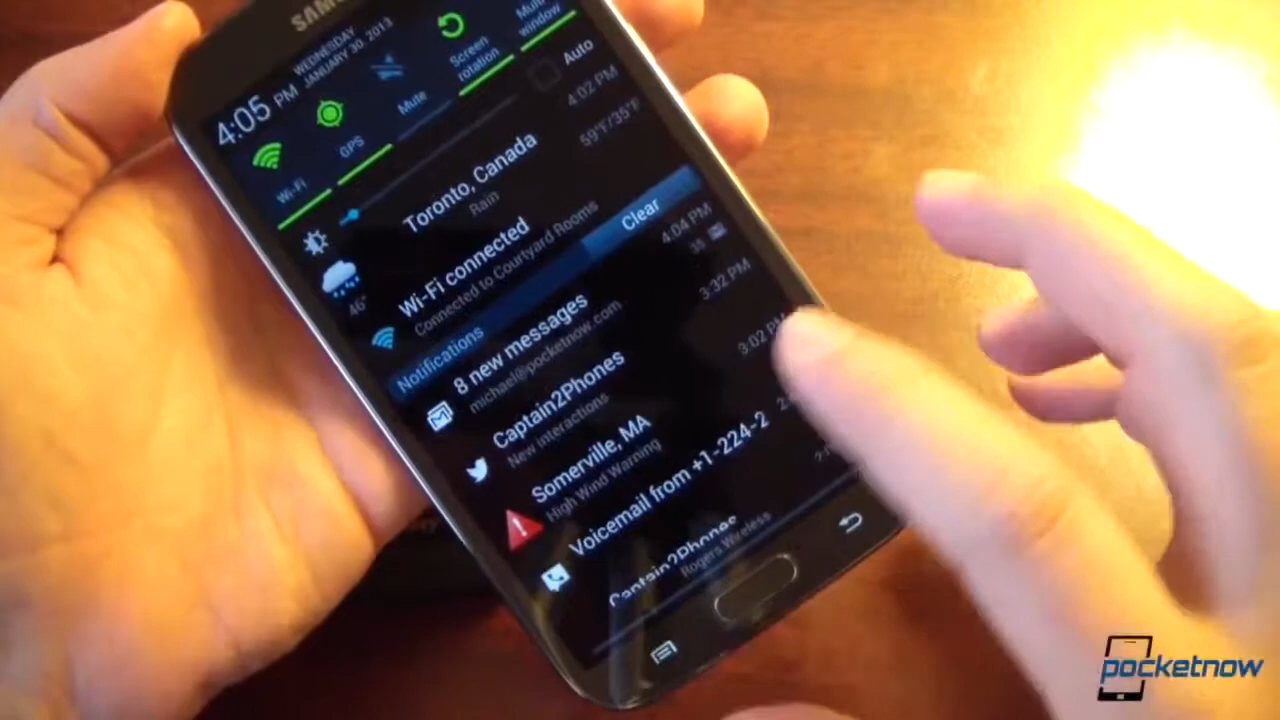 SAMSUNG
WEDNESDAY
JANUARY 30, 2013
4:05 PM
Wi-Fi
GPS
Mute
Screen
rotation
Multi
window
Auto
Toronto, Canada
4:02 PM
Rain
59°F/35°F
46°
Wi-Fi connected
Connected to Courtyard Rooms
Notifications
Clear
8 new messages
4:04 PM
michael@pocketnow.com
35
Captain2Phones
3:32 PM
New interactions
Somerville, MA
3:02 PM
High Wind Warning
Voicemail from +1-224-2
Captain2Phones
Rogers Wireless
pocketnow